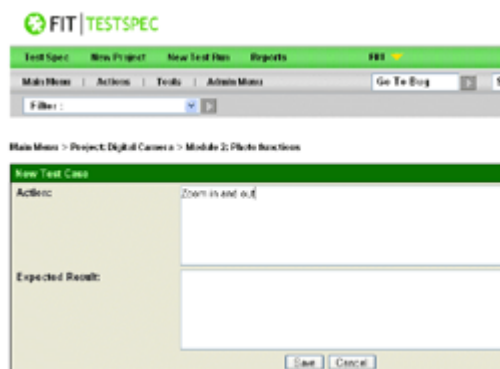 FIT TESTSPEC
Test Spec New Project New Test Run Reports
Main Menu | Actions | Tools | Admin Menu Go To Bug
Filter :
Main Menu > Project: Digital Camera > Module 2: Photo functions
New Test Case
Action:
Zoom in and out
Expected Result:
Save Cancel